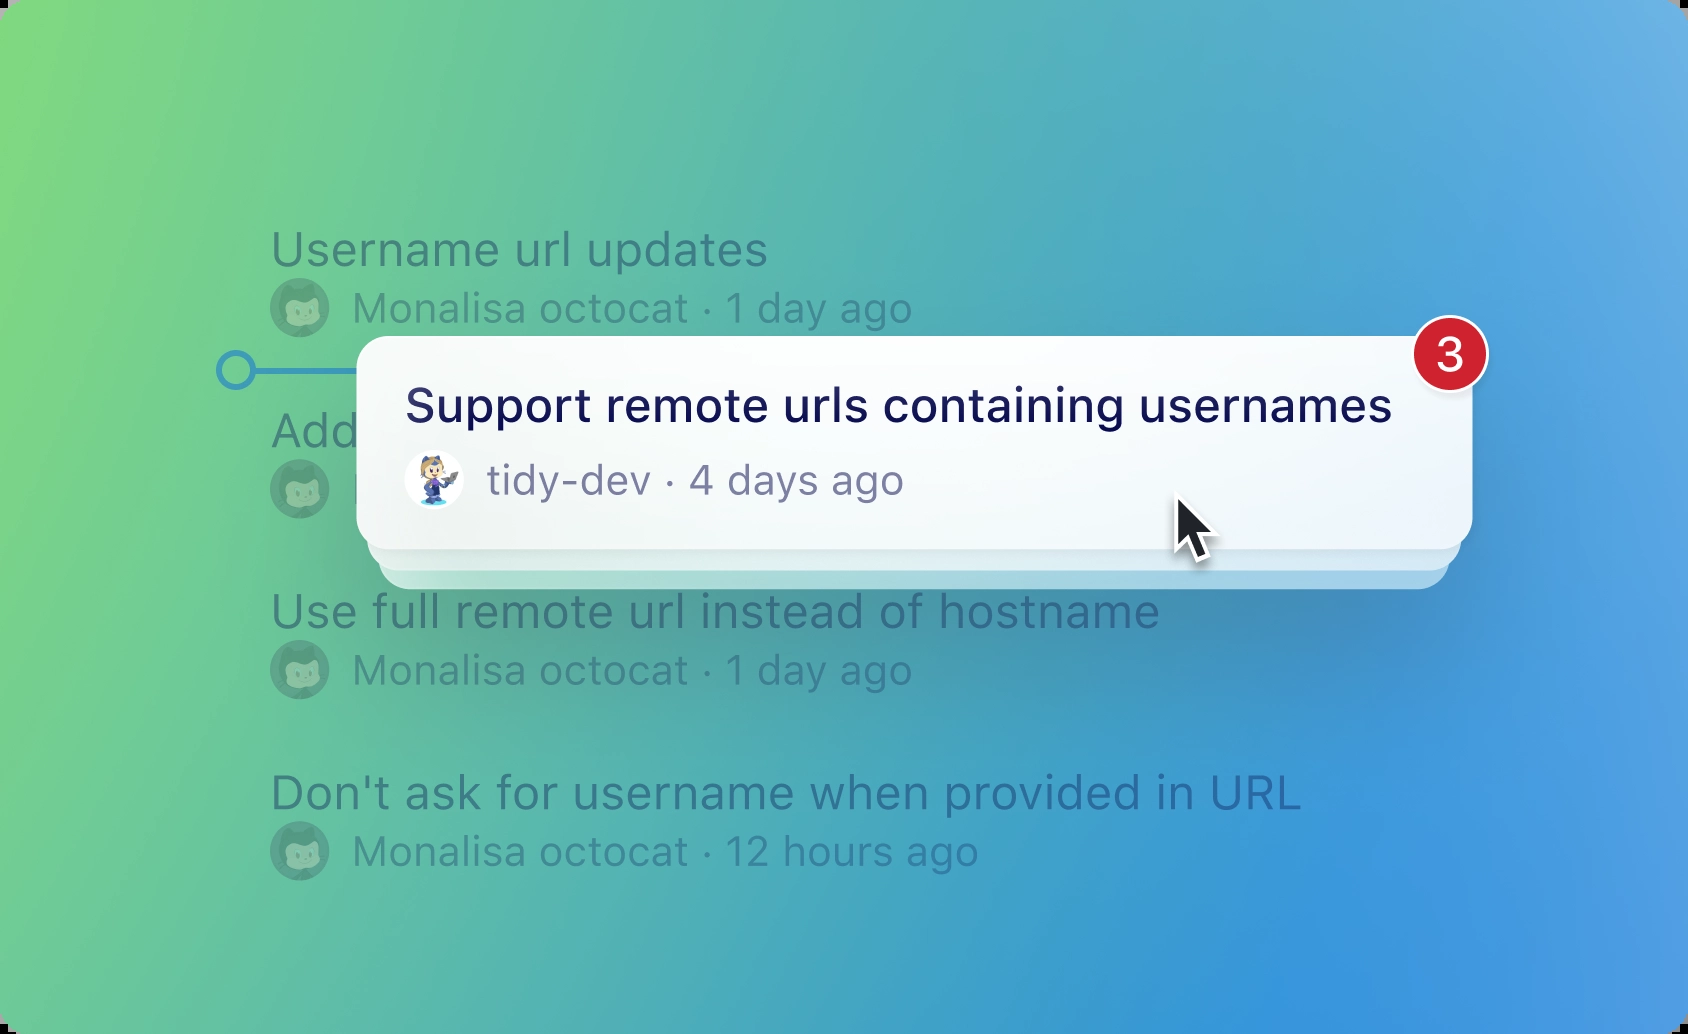 Username url updates
Monalisa octocat · 1 day ago
3
Support remote urls containing usernames
Add
tidy-dev · 4 days ago
Use full remote url instead of hostname
Monalisa octocat · 1 day ago
Don't ask for username when provided in URL
Monalisa octocat · 12 hours ago